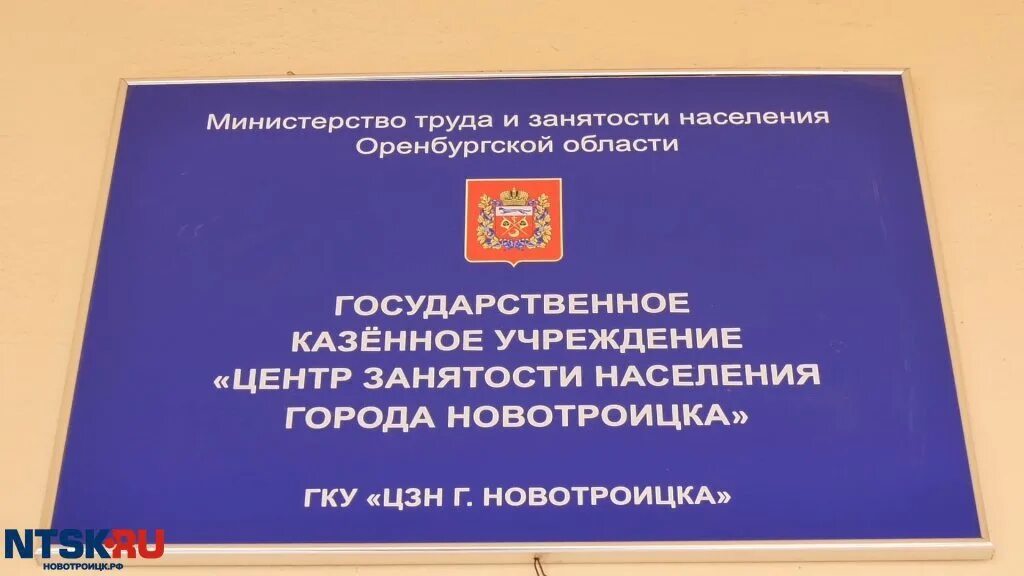 Министерство труда и занятости населения
Оренбургской области
ГОСУДАРСТВЕННОЕ
КАЗЁННОЕ УЧРЕЖДЕНИЕ
«ЦЕНТР ЗАНЯТОСТИ НАСЕЛЕНИЯ
ГОРОДА НОВОТРОИЦКА»
ГКУ «ЦЗН Г. НОВОТРОИЦКА»
NTSK.RU
НОВОТРОИЦК.РФ